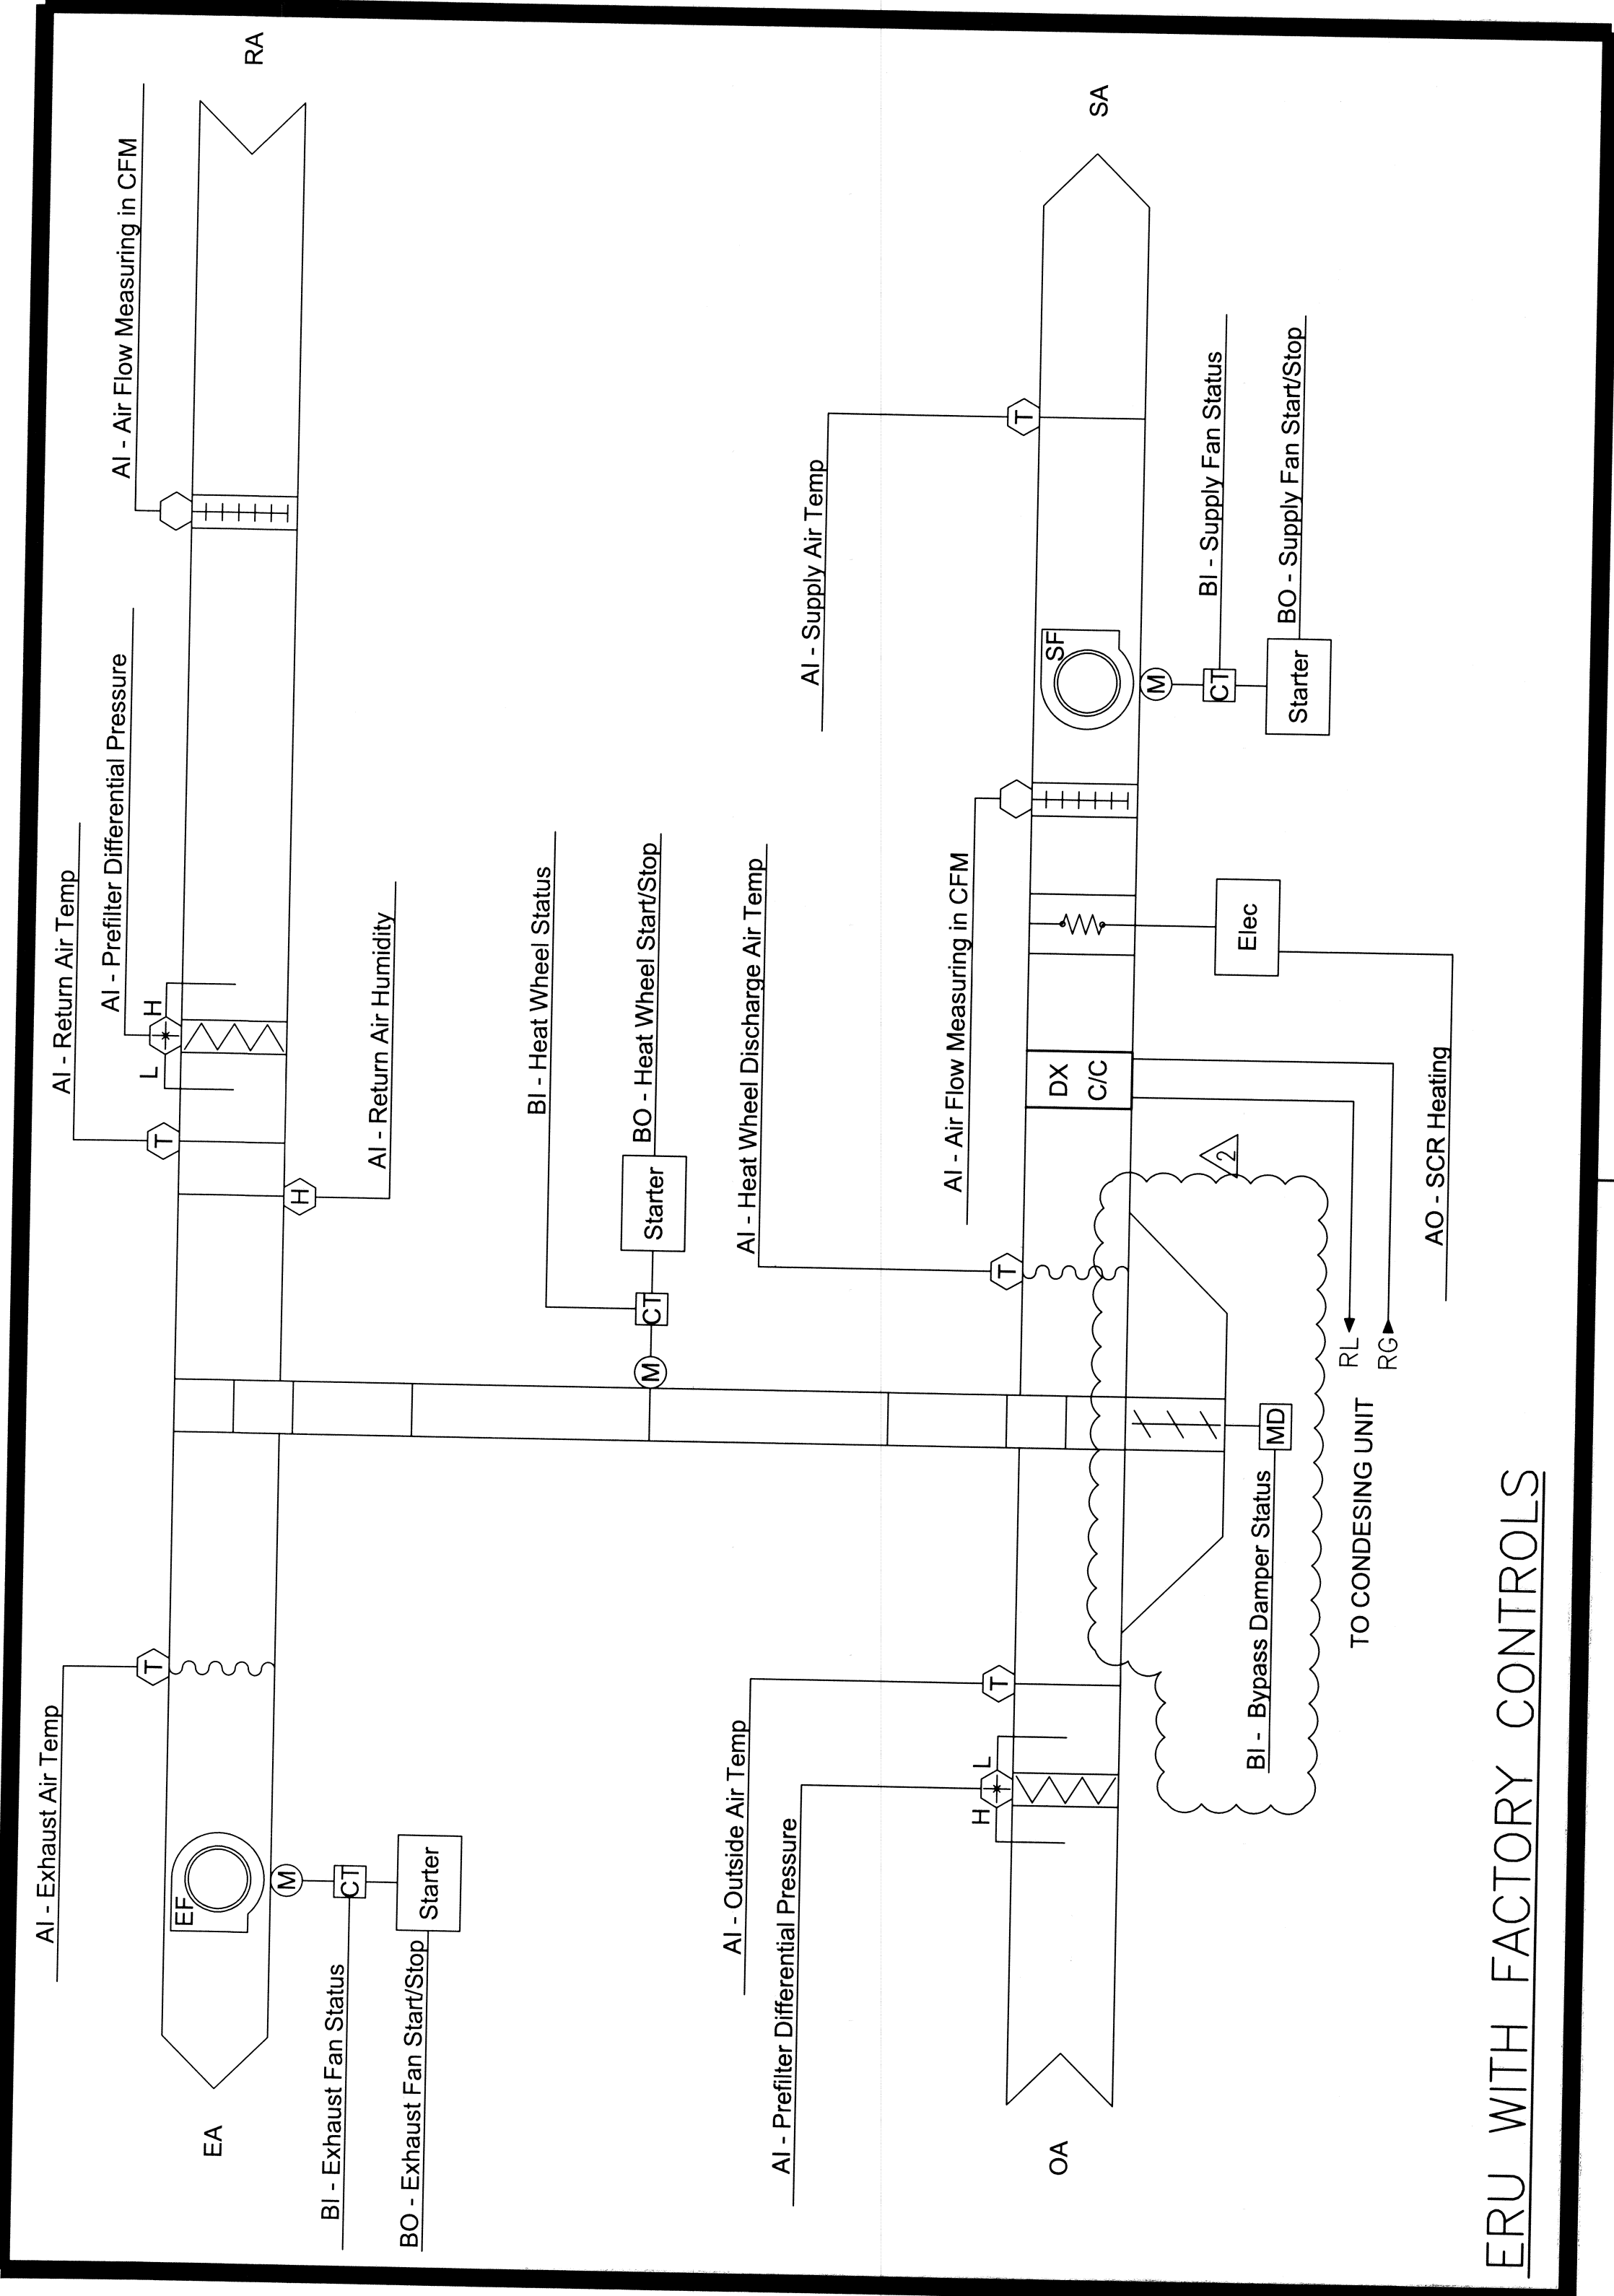 AI - Exhaust Air Temp
AI - Return Air Temp
AI - Prefilter Differential Pressure
AI - Air Flow Measuring in CFM
L
H
T
T
EA
EF
RA
M
H
CT
Starter
BI - Exhaust Fan Status
BO - Exhaust Fan Start/Stop
AI - Return Air Humidity
BI - Heat Wheel Status
BO - Heat Wheel Start/Stop
M
CT
Starter
AI - Outside Air Temp
AI - Prefilter Differential Pressure
AI - Heat Wheel Discharge Air Temp
AI - Supply Air Temp
AI - Air Flow Measuring in CFM
H
L
T
T
T
OA
DX
C/C
SF
SA
M
2
CT
BI - Supply Fan Status
Elec
Starter
BO - Supply Fan Start/Stop
BI - Bypass Damper Status
MD
RL
RG
TO CONDESING UNIT
AO - SCR Heating
ERU WITH FACTORY CONTROLS